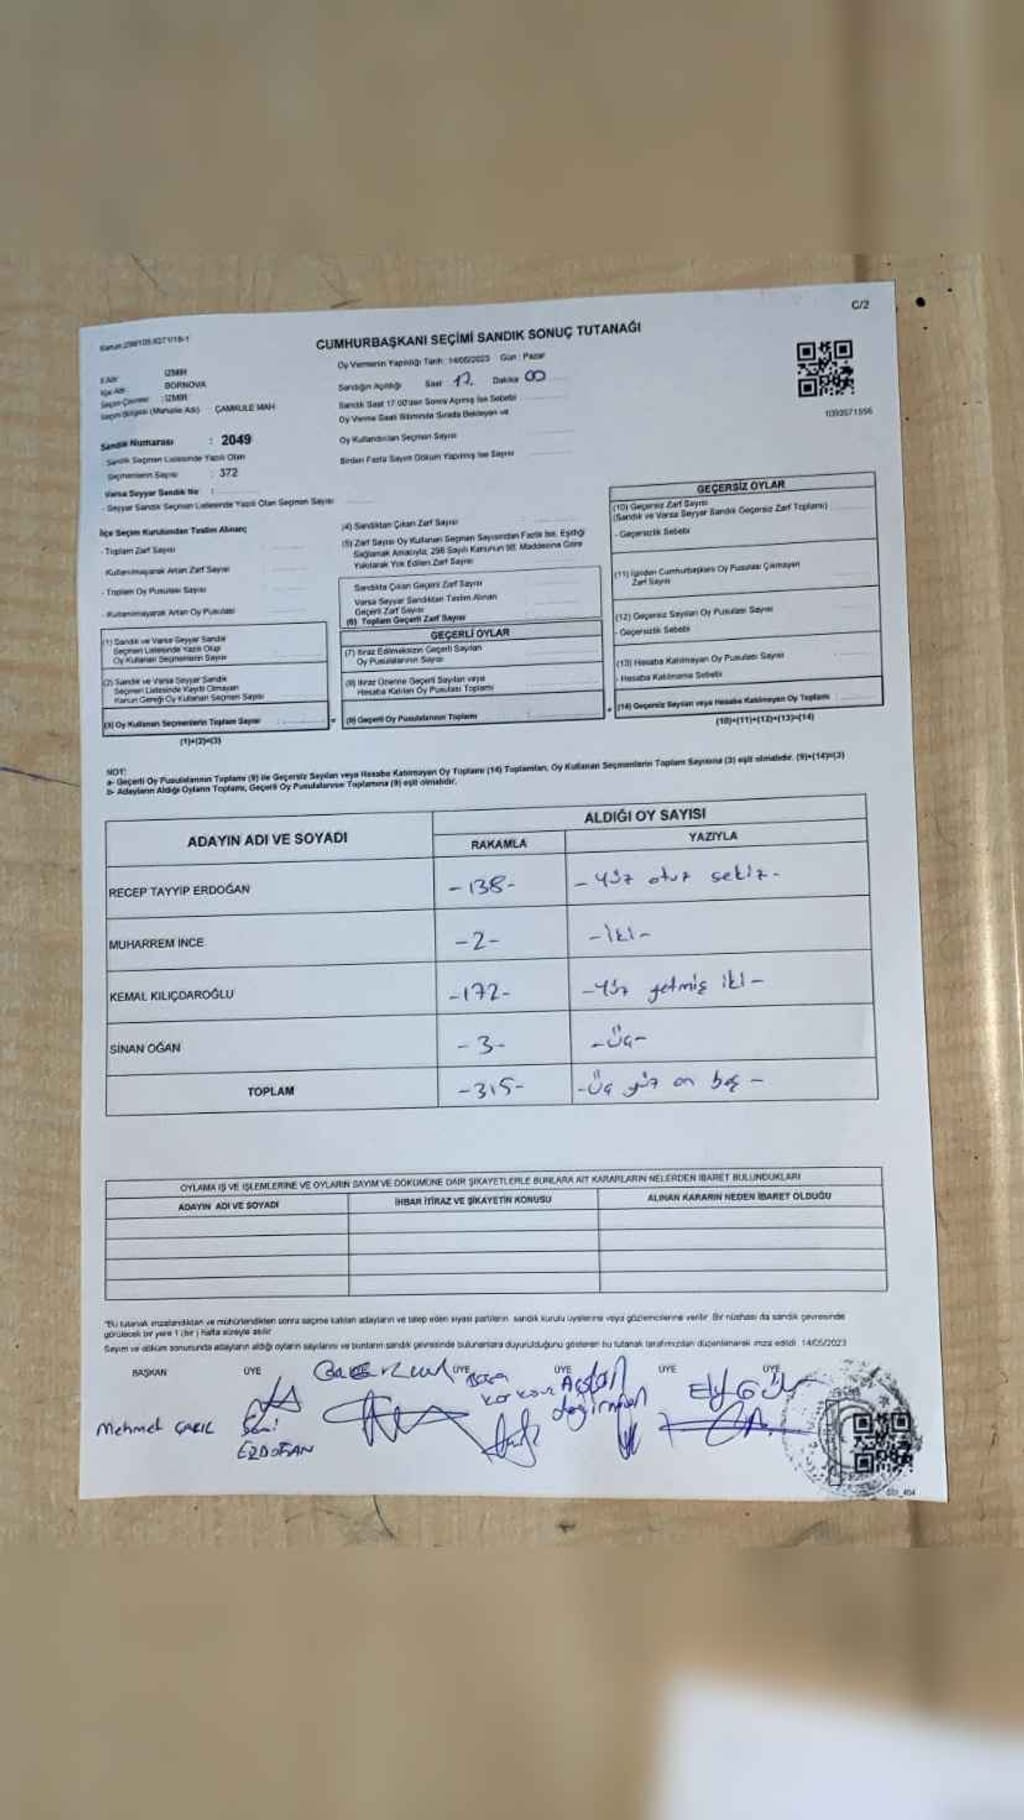 C/2
CUMHURBAŞKANI SEÇİMİ SANDIK SONUÇ TUTANAĞI
Oy Vermenin Yapıldığı Tarih : 14/05/2023 Gün : Pazar
İZMİR
BORNOVA
İZMİR
Seçim Bölgesi (Mahalle Adı) ÇAMKULE MAH
Sandığın Açıldığı Saat : 17 Dakika 00
Sandık Saat 17:00'den Sonra Açılmış İse Sebebi
Oy Verme Saati Bitiminde Sırada Bekleyen ve
Oy Kullandırılan Seçmen Sayısı
Birden Fazla Sayım Döküm Yapılmış İse Sayısı
Sandık Numarası : 2049
Sandık Seçmen Listesinde Yazılı Olan
Seçmenlerin Sayısı : 372
Varsa Seyyar Sandık No :
- Seyyar Sandık Seçmen Listesinde Yazılı Olan Seçmen Sayısı
İlçe Seçim Kurulundan Teslim Alınan;
- Toplam Zarf Sayısı
- Kullanılmayarak Artan Zarf Sayısı
- Toplam Oy Pusulası Sayısı
- Kullanılmayarak Artan Oy Pusulası
(1) Sandık ve Varsa Seyyar Sandık
Seçmen Listesinde Yazılı Olup
Oy Kullanan Seçmenlerin Sayısı
(2) Sandık ve Varsa Seyyar Sandık
Seçmen Listesinde Kayıtlı Olmayan
Kanun Gereği Oy Kullanan Seçmen Sayısı
(3) Oy Kullanan Seçmenlerin Toplam Sayısı
(1)+(2)=(3)
(4) Sandıktan Çıkan Zarf Sayısı
(5) Zarf Sayısı Oy Kullanan Seçmen Sayısından Fazla İse, Eşitliği
Sağlamak Amacıyla, 298 Sayılı Kanunun 98. Maddesine Göre
Yakılarak Yok Edilen Zarf Sayısı
Sandıkta Çıkan Geçerli Zarf Sayısı
Varsa Seyyar Sandıktan Teslim Alınan
Geçerli Zarf Sayısı
(6) Toplam Geçerli Zarf Sayısı
GEÇERLİ OYLAR
(7) İtiraz Edilmeksizin Geçerli Sayılan
Oy Pusulalarının Sayısı
(8) İtiraz Üzerine Geçerli Sayılan veya
Hesaba Katılan Oy Pusulası Toplamı
(9) Geçerli Oy Pusulalarının Toplamı
GEÇERSİZ OYLAR
(10) Geçersiz Zarf Sayısı
(Sandık ve Varsa Seyyar Sandık Geçersiz Zarf Toplamı)
- Geçersizlik Sebebi
(11) İçinden Cumhurbaşkanı Oy Pusulası Çıkmayan
Zarf Sayısı
(12) Geçersiz Sayılan Oy Pusulası Sayısı
- Geçersizlik Sebebi
(13) Hesaba Katılmayan Oy Pusulası Sayısı
- Hesaba Katılmama Sebebi
(14) Geçersiz Sayılan veya Hesaba Katılmayan Oy Toplamı
(10)+(11)+(12)+(13)=(14)
NOT:
a- Geçerli Oy Pusulalarının Toplamı (9) ile Geçersiz Sayılan veya Hesaba Katılmayan Oy Toplamı (14) Toplamları, Oy Kullanan Seçmenlerin Toplam Sayısına (3) eşit olmalıdır. (9)+(14)=(3)
b- Adayların Aldığı Oyların Toplamı, Geçerli Oy Pusulalarının Toplamına (9) eşit olmalıdır.
ADAYIN ADI VE SOYADI ALDIĞI OY SAYISI
RAKAMLA YAZIYLA
RECEP TAYYİP ERDOĞAN -138- - yüz otuz sekiz -
MUHARREM İNCE -2- - iki -
KEMAL KILIÇDAROĞLU -172- - yüz yetmiş iki -
SİNAN OĞAN -3- - üç -
TOPLAM -315- - üç yüz on beş -
OYLAMA İŞ VE İŞLEMLERİNE VE OYLARIN SAYIM VE DÖKÜMÜNE DAİR ŞİKAYETLERLE BUNLARA AİT KARARLARIN NELERDEN İBARET BULUNDUKLARI
ADAYIN ADI VE SOYADI İHBAR İTİRAZ VE ŞİKAYETİN KONUSU ALINAN KARARIN NEDEN İBARET OLDUĞU
"Bu tutanak imzalandıktan ve mühürlendikten sonra seçime katılan adayların ve talep eden siyasi partilerin sandık kurulu üyelerine veya gözlemcilerine verilir. Bir nüshası da sandık çevresinde
görülecek bir yere 1 (bir) hafta süreyle asılır
Sayım ve döküm sonunda adayların aldığı oyların sayılarını ve bunların sandık çevresinde bulunanlara duyurulduğunu gösteren bu tutanak tarafımızdan düzenlenerek imza edildi. 14/05/2023
BAŞKAN ÜYE ÜYE ÜYE ÜYE ÜYE
Mehmet
ERDOĞAN